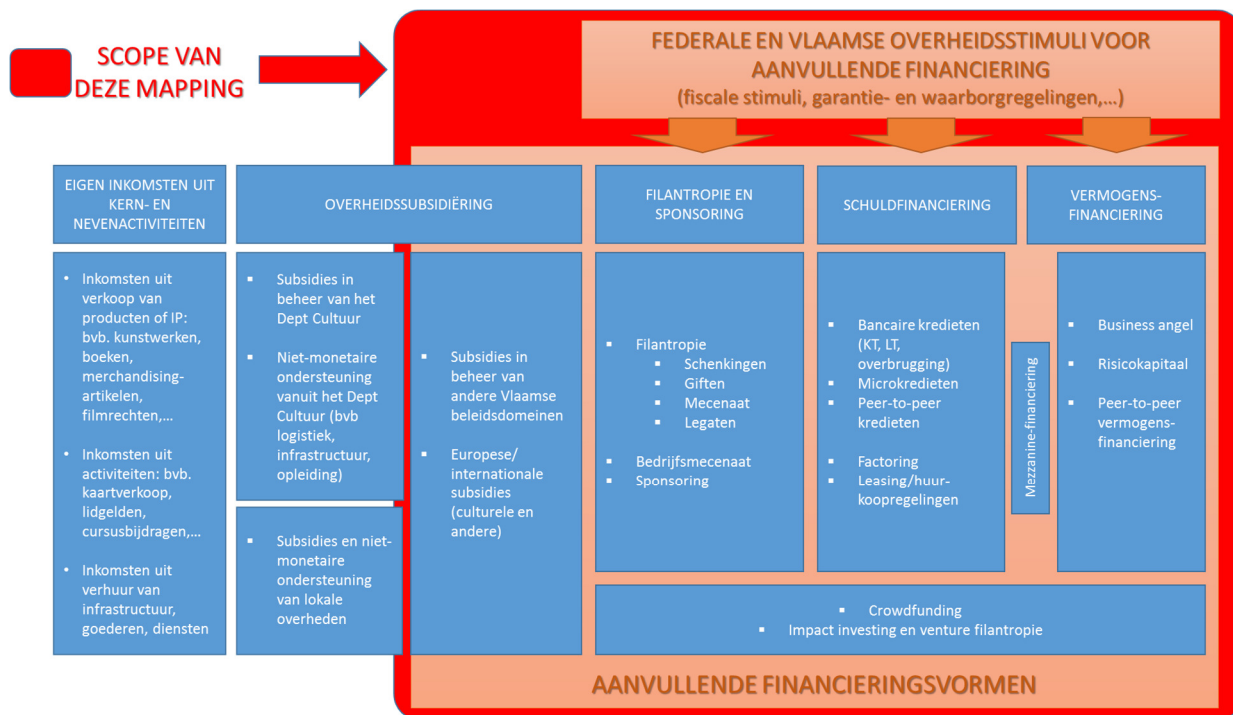 SCOPE VAN
DEZE MAPPING
FEDERALE EN VLAAMSE OVERHEIDSSTIMULI VOOR
AANVULLENDE FINANCIERING
(fiscale stimuli, garantie- en waarborgregelingen,...)
EIGEN INKOMSTEN UIT
KERN- EN
NEVENACTIVITEITEN
OVERHEIDSSUBSIDIËRING
FILANTROPIE EN
SPONSORING
SCHULDFINANCIERING
VERMOGENS-
FINANCIERING
• Inkomsten uit
verkoop van
producten of IP:
bvb. kunstwerken,
boeken,
merchandising-
artikelen,
filmrechten,...
• Inkomsten uit
activiteiten: bvb.
kaartverkoop,
lidgelden,
cursusbijdragen,...
• Inkomsten uit
verhuur van
infrastructuur,
goederen, diensten
▪ Subsidies in
beheer van het
Dept Cultuur
▪ Niet-monetaire
ondersteuning
vanuit het Dept
Cultuur (bvb
logistiek,
infrastructuur,
opleiding)
▪ Subsidies en niet-
monetaire
ondersteuning
van lokale
overheden
▪ Subsidies in
beheer van
andere Vlaamse
beleidsdomeinen
▪ Europese/
internationale
subsidies
(culturele en
andere)
▪ Filantropie
▪ Schenkingen
▪ Giften
▪ Mecenaat
▪ Legaten
▪ Bedrijfsmecenaat
▪ Sponsoring
▪ Bancaire kredieten
(KT, LT,
overbrugging)
▪ Microkredieten
▪ Peer-to-peer
kredieten
▪ Factoring
▪ Leasing/huur-
koopregelingen
Mezzanine-financiering
▪ Business angel
▪ Risicokapitaal
▪ Peer-to-peer
vermogens-
financiering
▪ Crowdfunding
▪ Impact investing en venture filantropie
AANVULLENDE FINANCIERINGSVORMEN